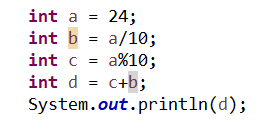 int a = 24;
int b = a/10;
int c = a%10;
int d = c+b;
System.out.println(d);